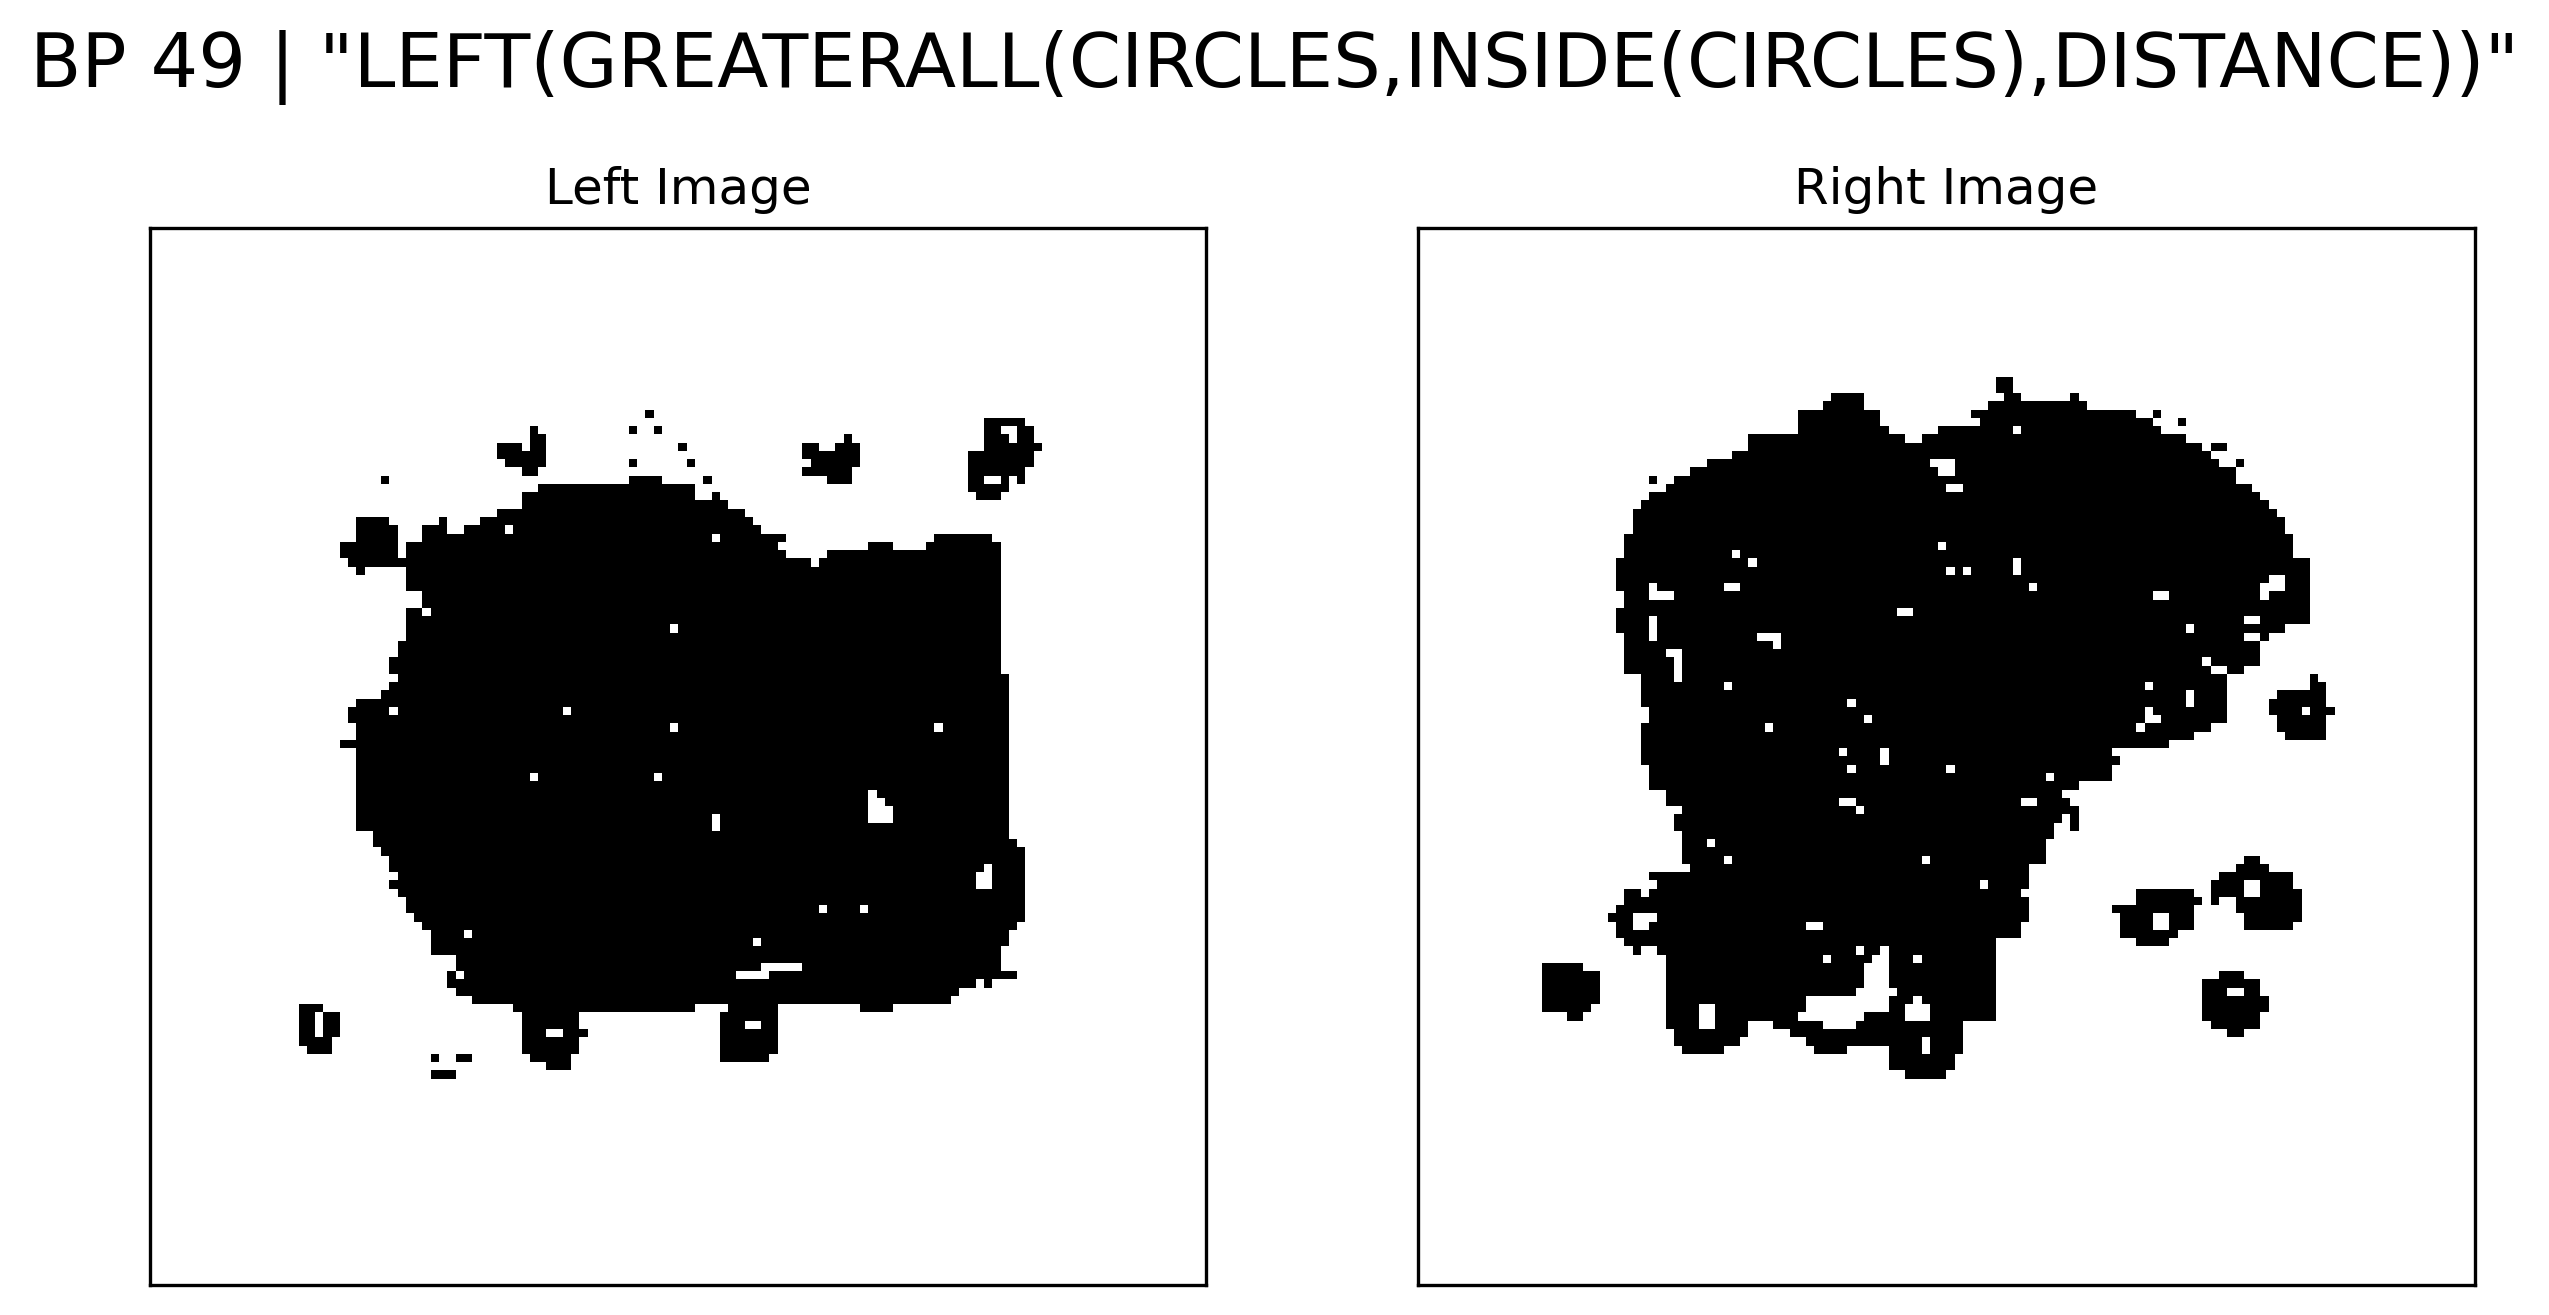 BP 49 | "LEFT(GREATERALL(CIRCLES,INSIDE(CIRCLES),DISTANCE))"
Left Image
Right Image